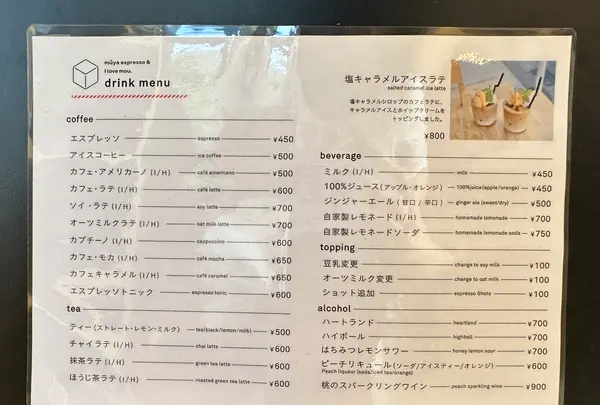 mūya espresso &
I love mou.
drink menu
coffee
エスプレッソ espresso ¥450
アイスコーヒー ice coffee ¥500
カフェ・アメリカーノ (I/H) café americano ¥500
カフェ・ラテ (I/H) café latte ¥600
ソイ・ラテ (I/H) soy latte ¥700
オーツミルクラテ (I/H) oat milk latte ¥700
カプチーノ (I/H) cappuccino ¥600
カフェ・モカ (I/H) café mocha ¥650
カフェキャラメル (I/H) café caramel ¥650
エスプレッソトニック espresso tonic ¥600
tea
ティー (ストレート・レモン・ミルク) tea(black/lemon/milk) ¥500
チャイラテ (I/H) chai latte ¥600
抹茶ラテ (I/H) green tea latte ¥600
ほうじ茶ラテ (I/H) roasted green tea latte ¥600
塩キャラメルアイスラテ
salted caramel ice latte
塩キャラメルシロップのカフェラテに、
キャラメルアイスとホイップクリームを
トッピングしました。
¥800
beverage
ミルク (I/H) milk ¥450
100%ジュース (アップル・オレンジ) 100%juice(apple/orange) ¥450
ジンジャーエール (甘口 / 辛口) ginger ale (sweet/dry) ¥500
自家製レモネード (I/H) homemade lemonade ¥700
自家製レモネードソーダ homemade lemonade soda ¥750
topping
豆乳変更 change to soy milk ¥100
オーツミルク変更 change to oat milk ¥100
ショット追加 espresso Shots ¥100
alcohol
ハートランド heartland ¥700
ハイボール highball ¥700
はちみつレモンサワー honey lemon sour ¥700
ピーチリキュール (ソーダ/アイスティー/オレンジ) ¥600
Peach liqueur (soda/iced tea/orange)
桃のスパークリングワイン peach sparkling wine ¥900